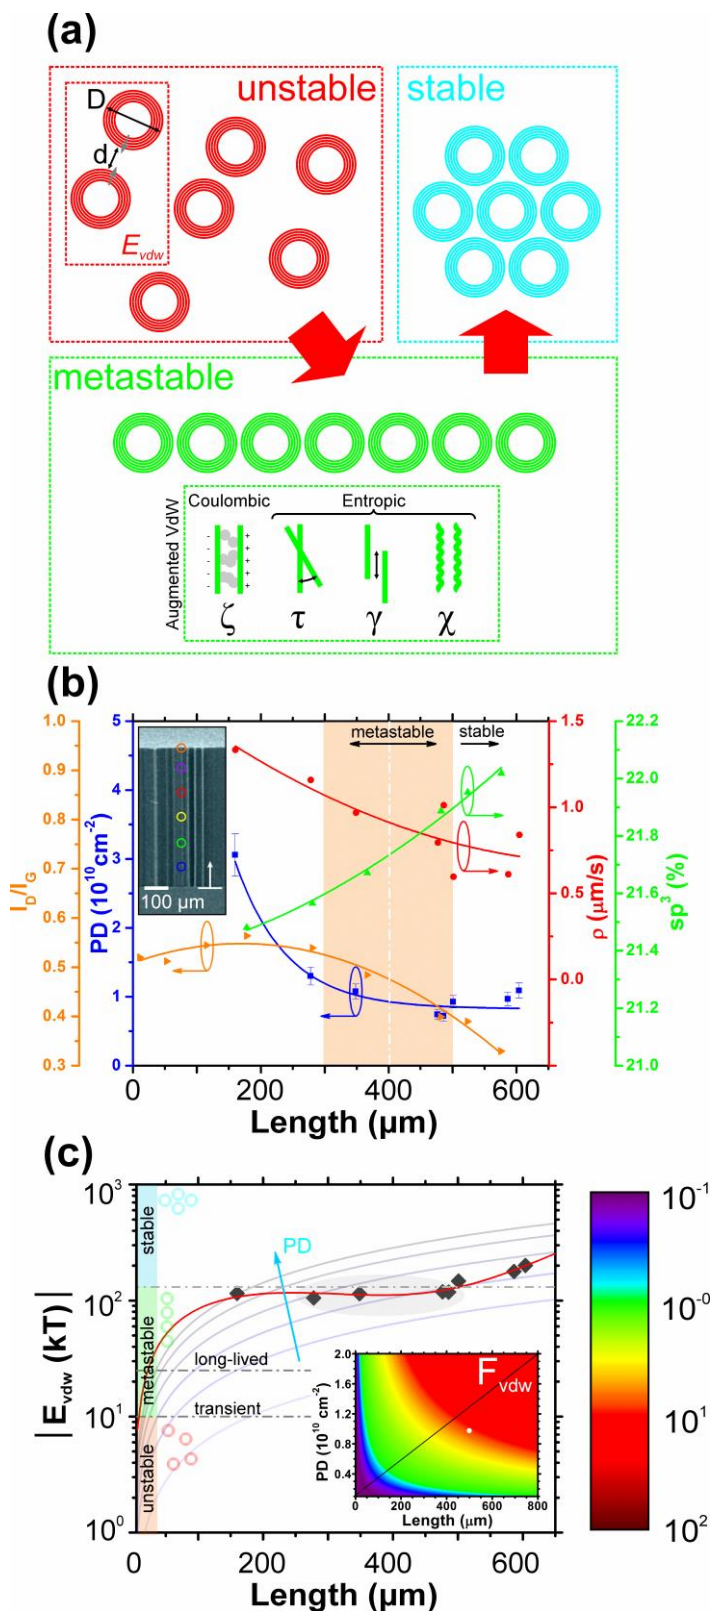 (a)
unstable
stable
D
d
E_vdw
metastable
Augmented VdW
Coulombic
Entropic
- + - + - + - + - +
ζ τ γ χ
(b)
I_D/I_G
1.0
0.9
0.8
0.7
0.6
0.5
0.4
0.3
PD (10^10 cm^-2)
5
4
3
2
1
0
100 µm
metastable
stable
1.5
1.0
0.5
0.0
ρ (µm/s)
22.2
22.0
21.8
21.6
21.4
21.2
21.0
sp^3 (%)
0 200 400 600
Length (µm)
(c)
| E_vdw (kT) |
10^3
10^2
10^1
10^0
stable
metastable
unstable
PD
long-lived
transient
F_vdw
PD (10^10 cm^-2)
2.0
1.6
1.2
0.8
0.4
0 200 400 600 800
Length (µm)
0 200 400 600
Length (µm)
10^-1
10^-0
10^1
10^2